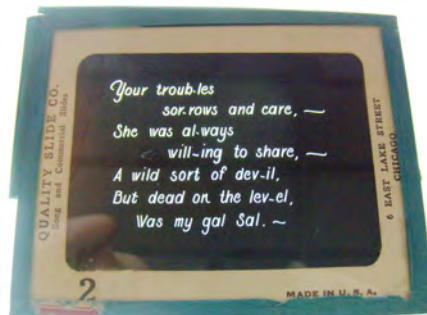 Your troub-les
sor-rows and care, —
She was al-ways
will-ing to share, —
A wild sort of dev-il,
But dead on the lev-el,
Was my gal Sal. ~
QUALITY SLIDE CO.
Song and Commercial Slides
6 EAST LAKE STREET
CHICAGO
2
MADE IN U. S. A.